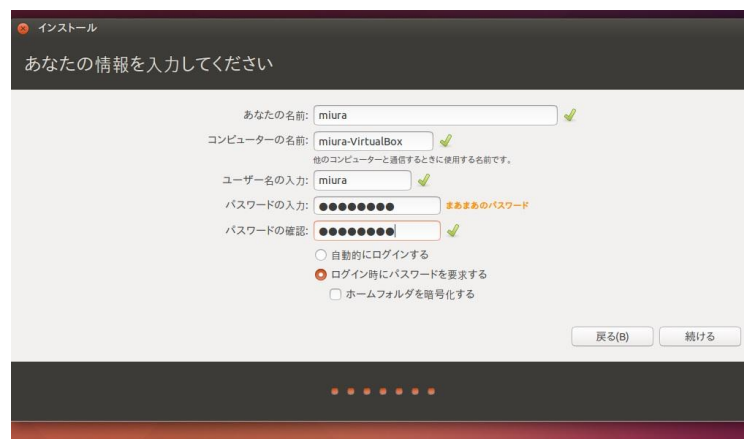 インストール
あなたの情報を入力してください
あなたの名前: miura
コンピューターの名前: miura-VirtualBox
他のコンピューターと通信するときに使用する名前です。
ユーザー名の入力: miura
パスワードの入力: ●●●●●●●● まあまあのパスワード
パスワードの確認: ●●●●●●●●
自動的にログインする
ログイン時にパスワードを要求する
ホームフォルダを暗号化する
戻る(B) 続ける